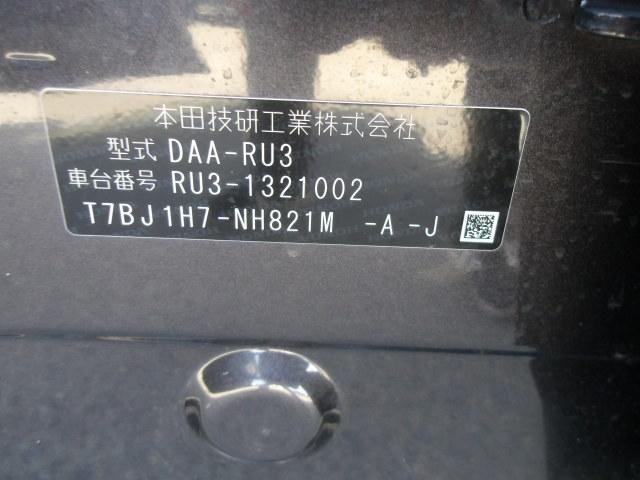 本田技研工業株式会社
型式 DAA-RU3
車台番号 RU3-1321002
T7BJ1H7-NH821M -A -J